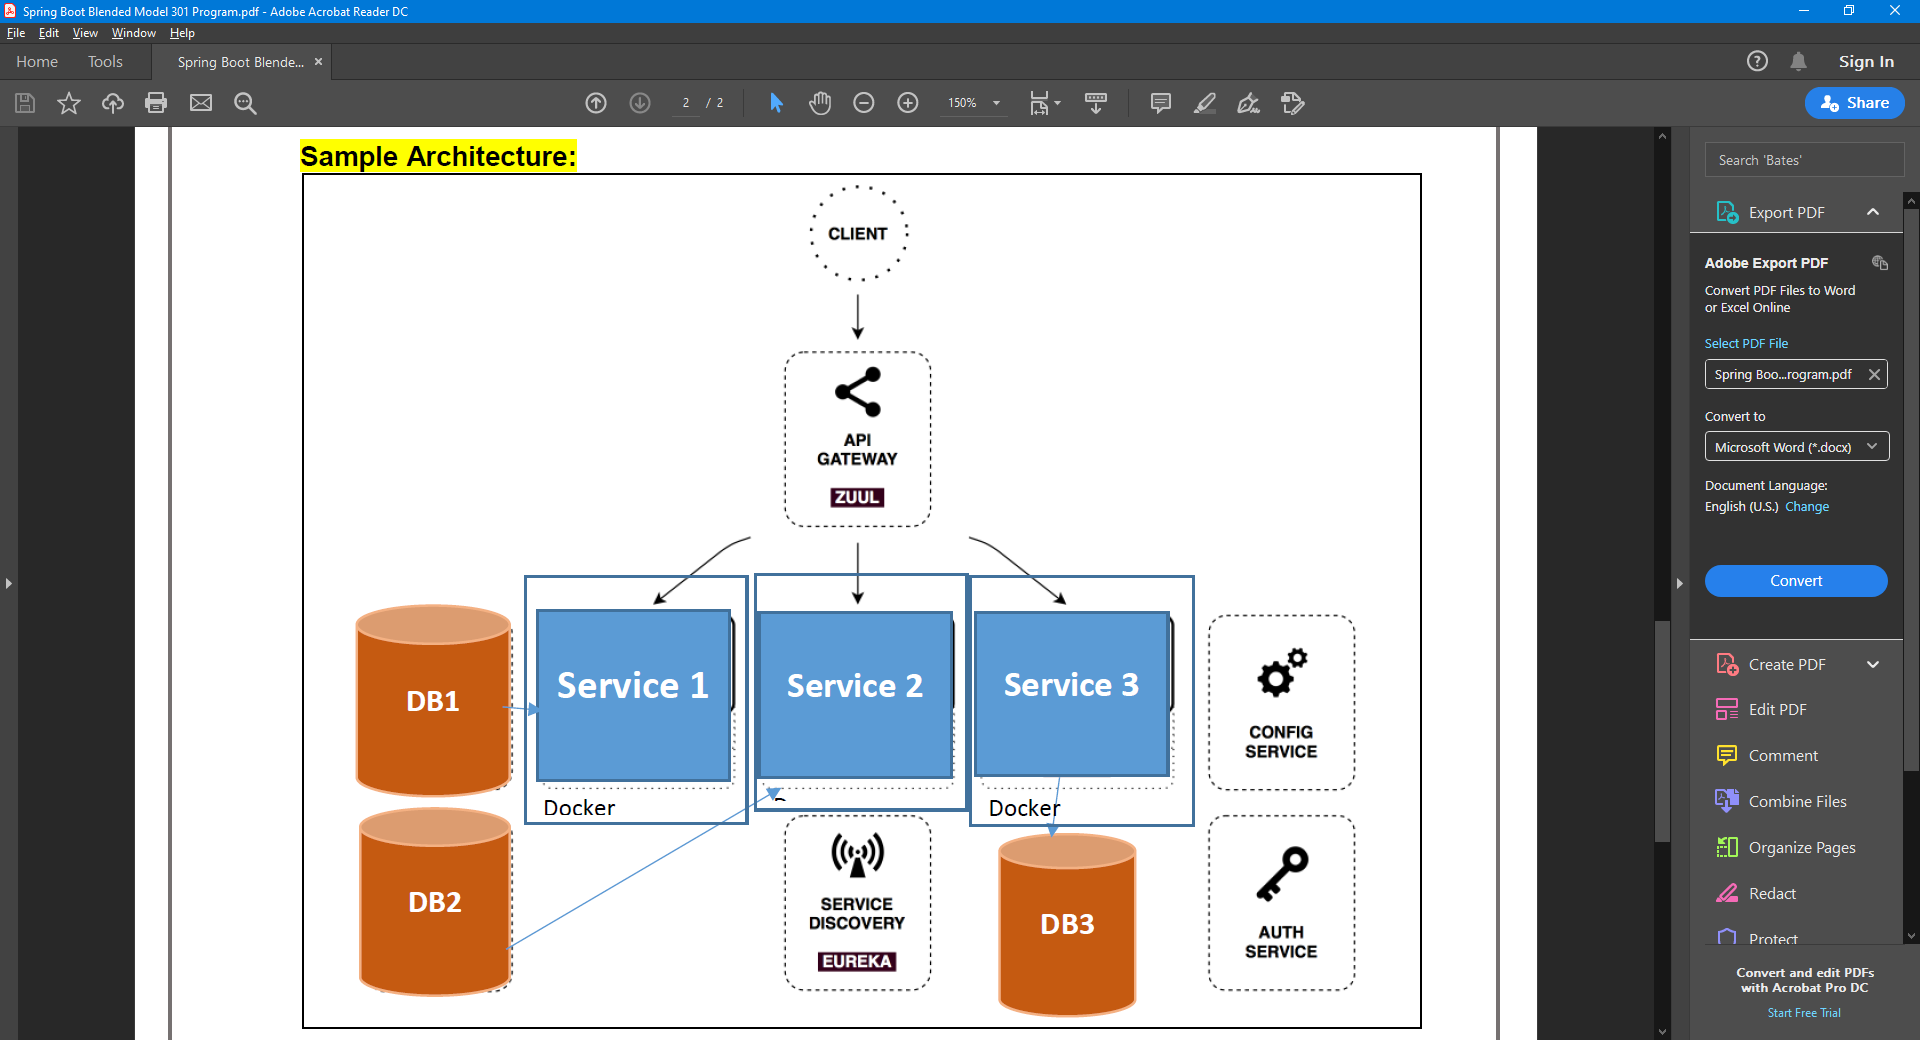 Spring Boot Blended Model 301 Program.pdf - Adobe Acrobat Reader DC
File Edit View Window Help
Home Tools Spring Boot Blende... Sign In
2 / 2 150% Share
Sample Architecture:
CLIENT
API
GATEWAY
ZUUL
DB1
Service 1
Service 2
Service 3
CONFIG
SERVICE
Docker
Docker
DB2
SERVICE
DISCOVERY
EUREKA
DB3
AUTH
SERVICE
Search 'Bates'
Export PDF
Adobe Export PDF
Convert PDF Files to Word
or Excel Online
Select PDF File
Spring Boo...rogram.pdf
Convert to
Microsoft Word (*.docx)
Document Language:
English (U.S.) Change
Convert
Create PDF
Edit PDF
Comment
Combine Files
Organize Pages
Redact
Protect
Convert and edit PDFs
with Acrobat Pro DC
Start Free Trial